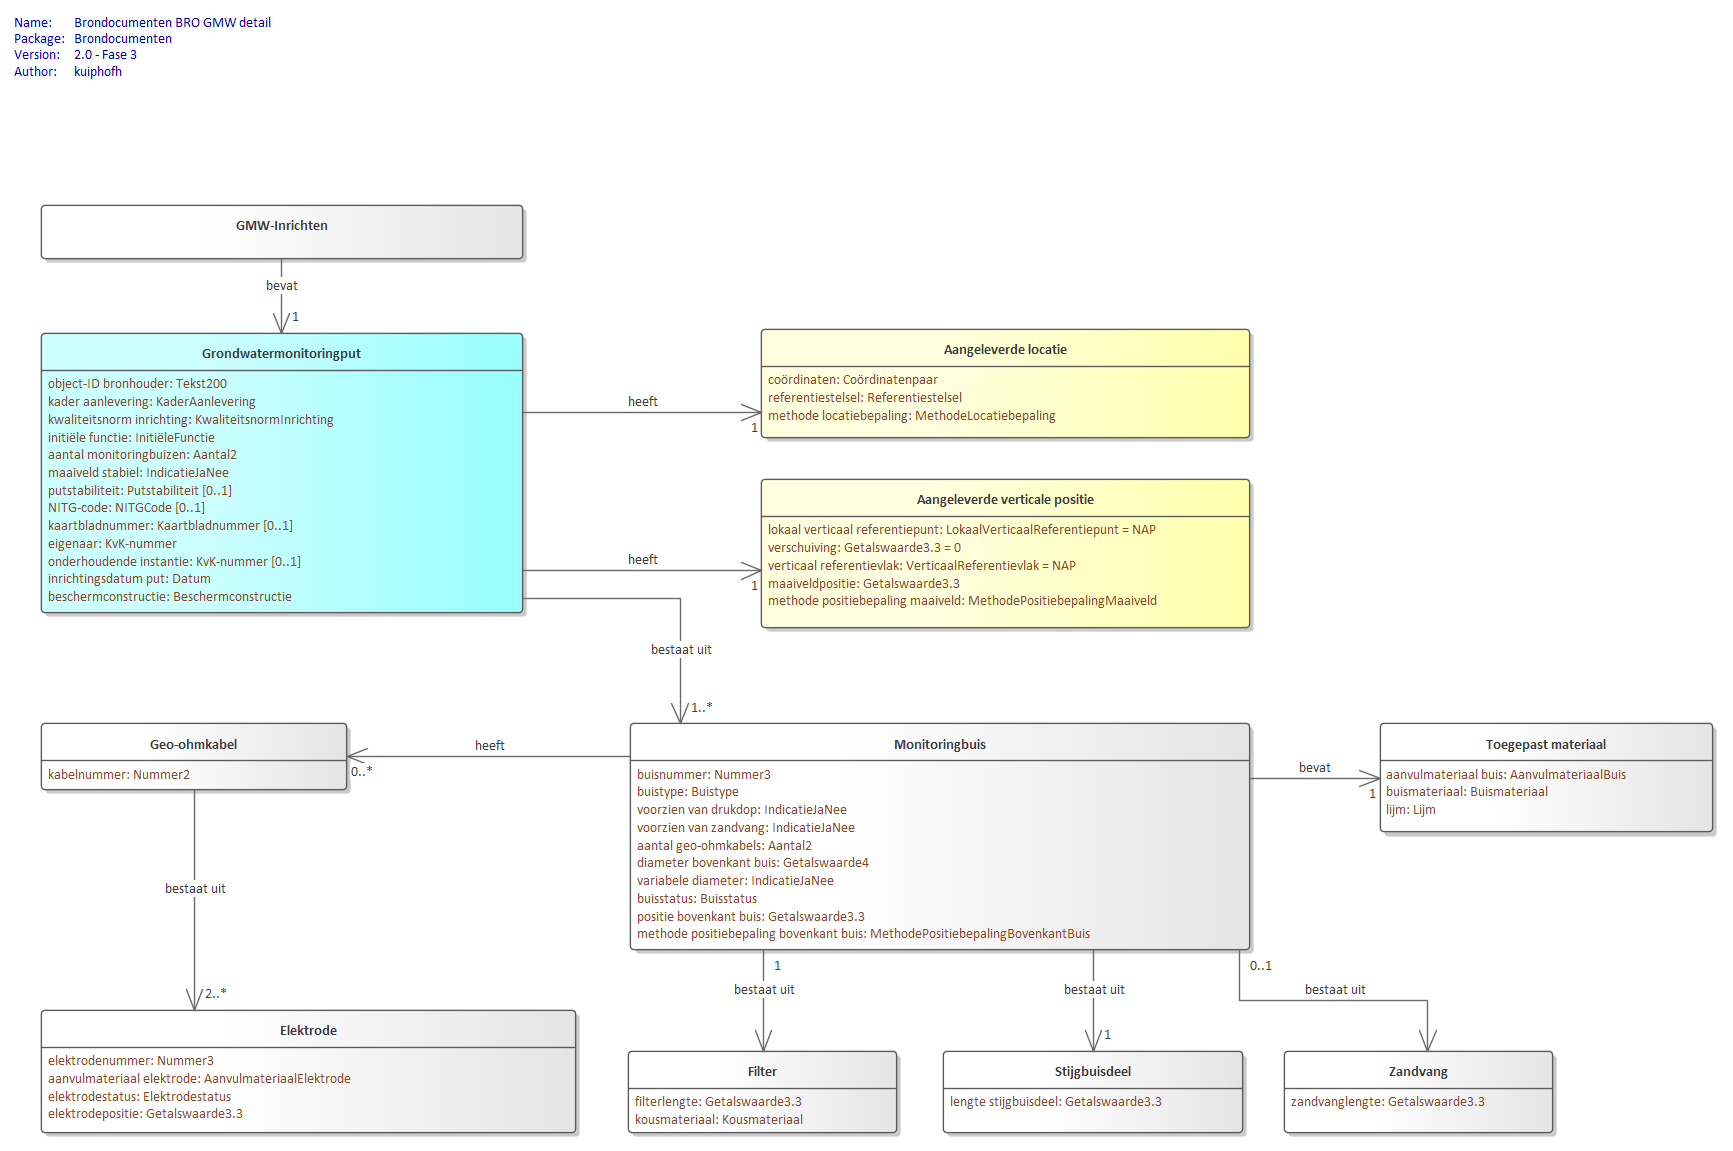 Name: Brondocumenten BRO GMW detail
Package: Brondocumenten
Version: 2.0 - Fase 3
Author: kuiphofh
GMW-Inrichten
bevat
1
Grondwatermonitoringput
object-ID bronhouder: Tekst200
kader aanlevering: KaderAanlevering
kwaliteitsnorm inrichting: KwaliteitsnormInrichting
initiële functie: InitiëleFunctie
aantal monitoringbuizen: Aantal2
maaiveld stabiel: IndicatieJaNee
putstabiliteit: Putstabiliteit [0..1]
NITG-code: NITGCode [0..1]
kaartbladnummer: Kaartbladnummer [0..1]
eigenaar: KvK-nummer
onderhoudende instantie: KvK-nummer [0..1]
inrichtingsdatum put: Datum
beschermconstructie: Beschermconstructie
heeft
1
Aangeleverde locatie
coördinaten: Coördinatenpaar
referentiestelsel: Referentiestelsel
methode locatiebepaling: MethodeLocatiebepaling
heeft
1
Aangeleverde verticale positie
lokaal verticaal referentiepunt: LokaalVerticaalReferentiepunt = NAP
verschuiving: Getalswaarde3.3 = 0
verticaal referentievlak: VerticaalReferentievlak = NAP
maaiveldpositie: Getalswaarde3.3
methode positiebepaling maaiveld: MethodePositiebepalingMaaiveld
bestaat uit
1..*
Geo-ohmkabel
kabelnummer: Nummer2
heeft
0..*
Monitoringbuis
buisnummer: Nummer3
buistype: Buistype
voorzien van drukdop: IndicatieJaNee
voorzien van zandvang: IndicatieJaNee
aantal geo-ohmkabels: Aantal2
diameter bovenkant buis: Getalswaarde4
variabele diameter: IndicatieJaNee
buisstatus: Buisstatus
positie bovenkant buis: Getalswaarde3.3
methode positiebepaling bovenkant buis: MethodePositiebepalingBovenkantBuis
bevat
1
Toegepast materiaal
aanvulmateriaal buis: AanvulmateriaalBuis
buismateriaal: Buismateriaal
lijm: Lijm
bestaat uit
2..*
Elektrode
elektrodenummer: Nummer3
aanvulmateriaal elektrode: AanvulmateriaalElektrode
elektrodestatus: Elektrodestatus
elektrodepositie: Getalswaarde3.3
1
bestaat uit
Filter
filterlengte: Getalswaarde3.3
kousmateriaal: Kousmateriaal
bestaat uit
1
Stijgbuisdeel
lengte stijgbuisdeel: Getalswaarde3.3
0..1
bestaat uit
Zandvang
zandvanglengte: Getalswaarde3.3